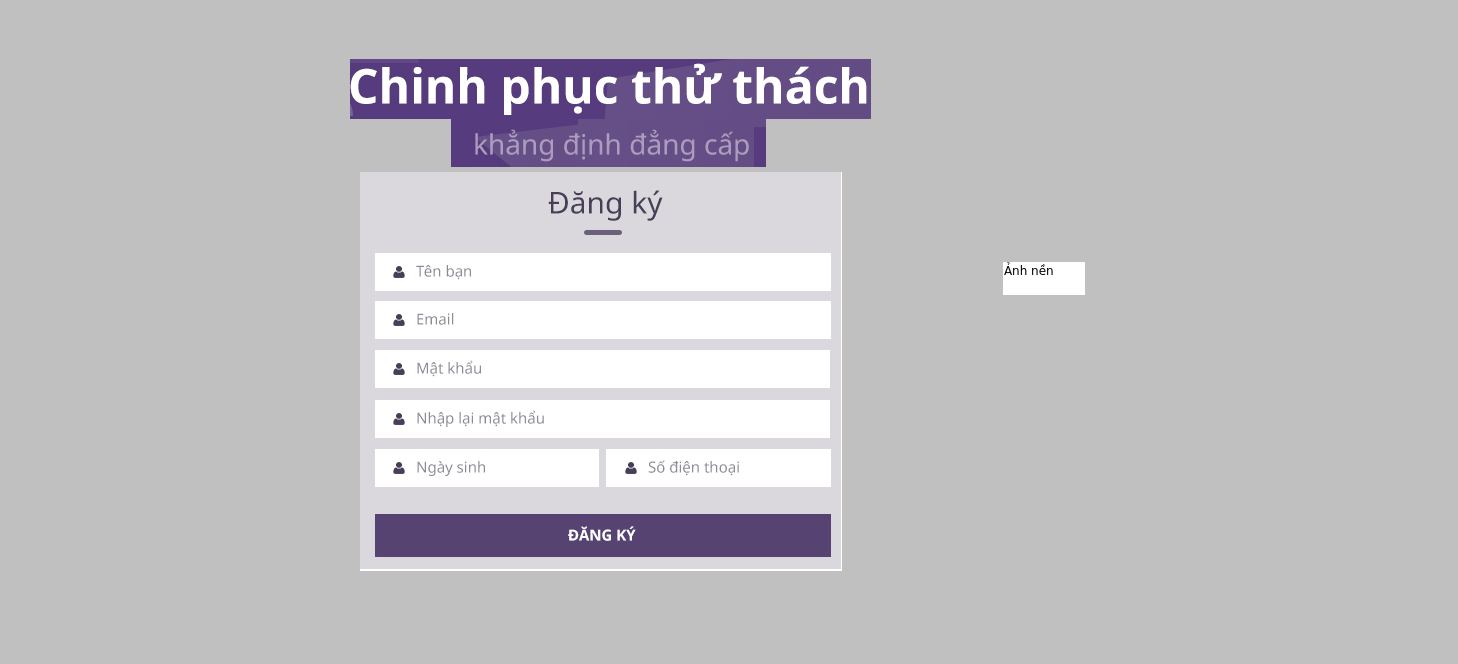 Chinh phục thử thách
khẳng định đẳng cấp
Đăng ký
Tên bạn
Email
Mật khẩu
Nhập lại mật khẩu
Ngày sinh
Số điện thoại
ĐĂNG KÝ
Ảnh nền